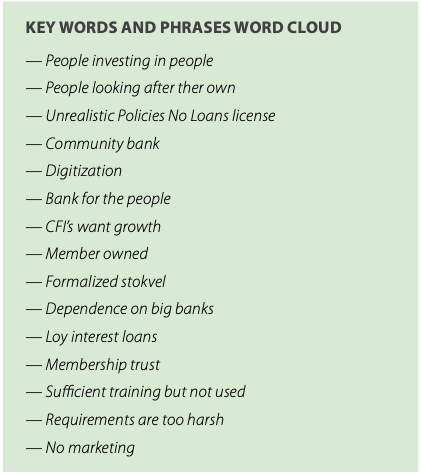 KEY WORDS AND PHRASES WORD CLOUD
— People investing in people
— People looking after ther own
— Unrealistic Policies No Loans license
— Community bank
— Digitization
— Bank for the people
— CFI’s want growth
— Member owned
— Formalized stokvel
— Dependence on big banks
— Loy interest loans
— Membership trust
— Sufficient training but not used
— Requirements are too harsh
— No marketing